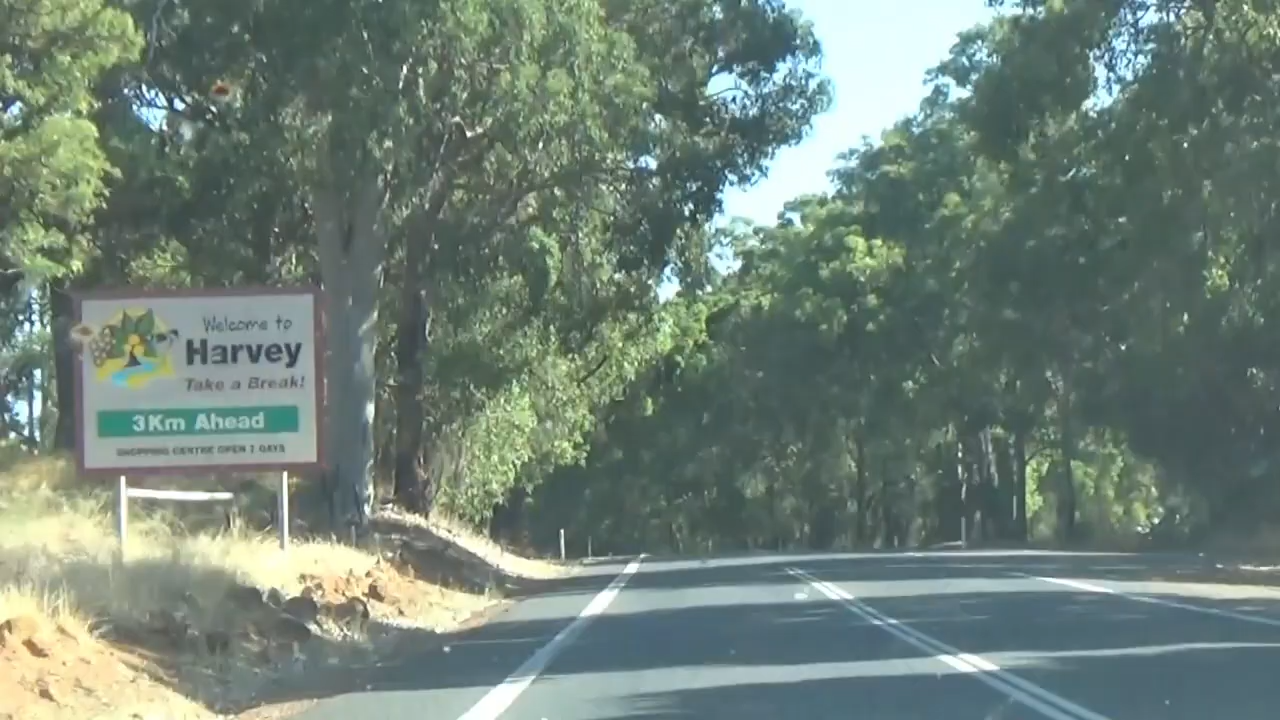 Welcome to
Harvey
Take a Break!
3Km Ahead
SHOPPING CENTRE OPEN 7 DAYS